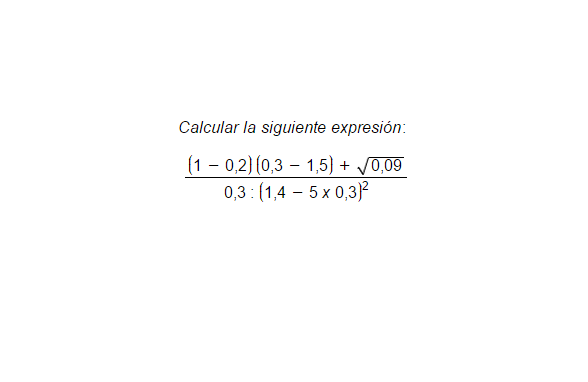 Calcular la siguiente expresión:
(1 − 0,2)(0,3 − 1,5) + √0,09
0,3 : (1,4 − 5 x 0,3)²